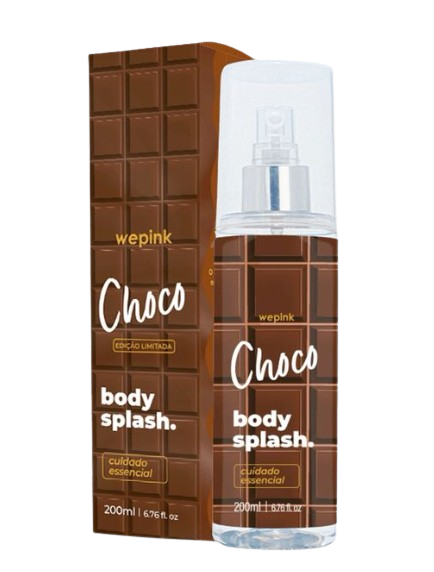 wepink
Choco
EDIÇÃO LIMITADA
body
splash.
cuidado
essencial
200ml | 6.76 fl. oz
wepink
Choco
body
splash.
cuidado
essencial
200ml | 6.76 fl. oz